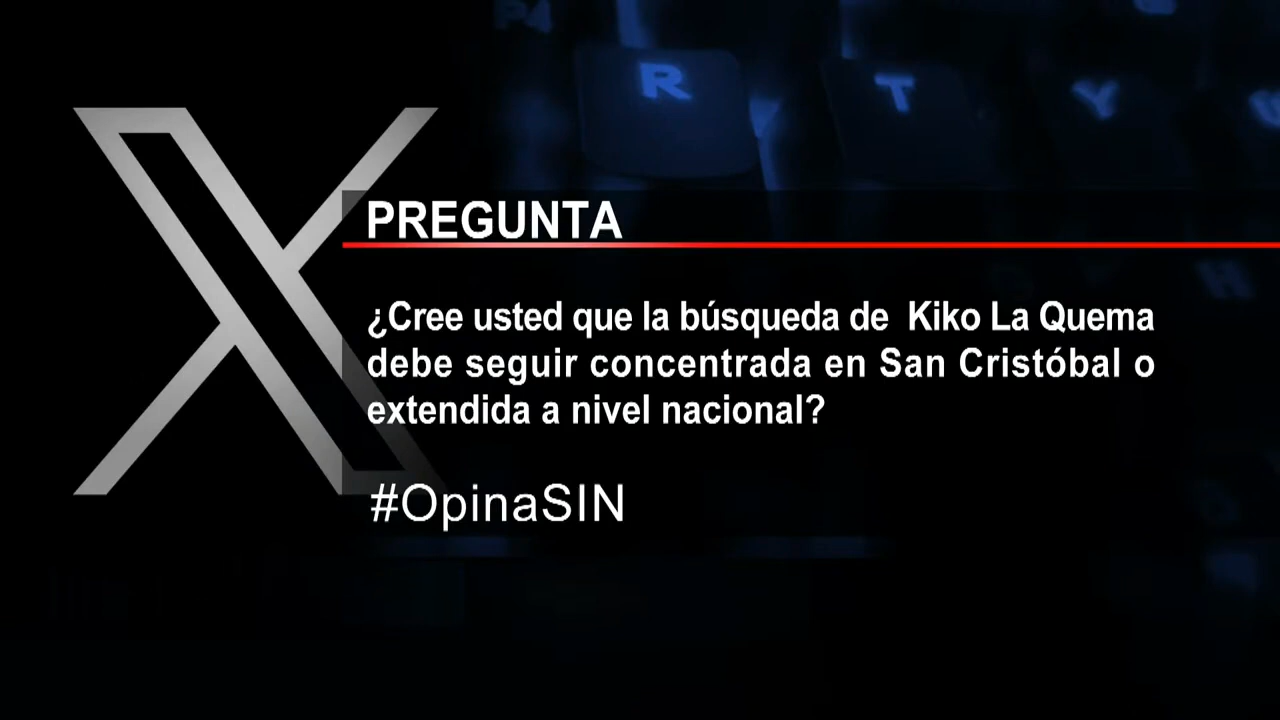 PREGUNTA
¿Cree usted que la búsqueda de Kiko La Quema
debe seguir concentrada en San Cristóbal o
extendida a nivel nacional?
#OpinaSIN
R T Y
H